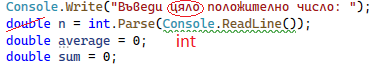 Console.Write("Въведи цяло положително число: ");
double n = int.Parse(Console.ReadLine());
double average = 0; int
double sum = 0;